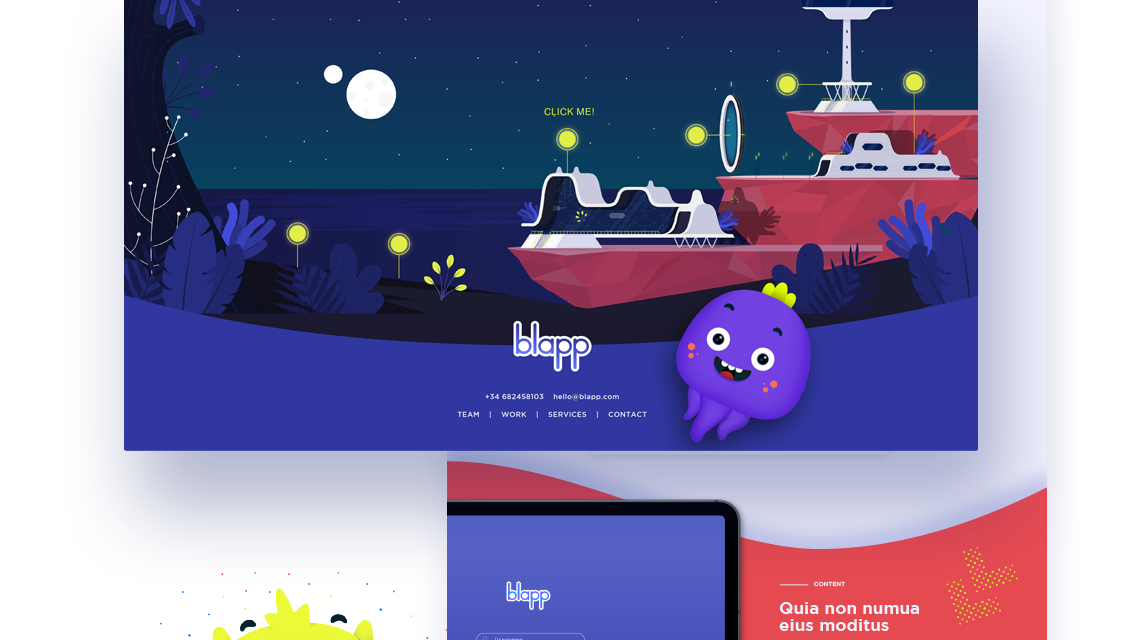 CLICK ME!
blapp
+34 682458103 hello@blapp.com
TEAM | WORK | SERVICES | CONTACT
blapp
CONTENT
Quia non numua
eius moditus